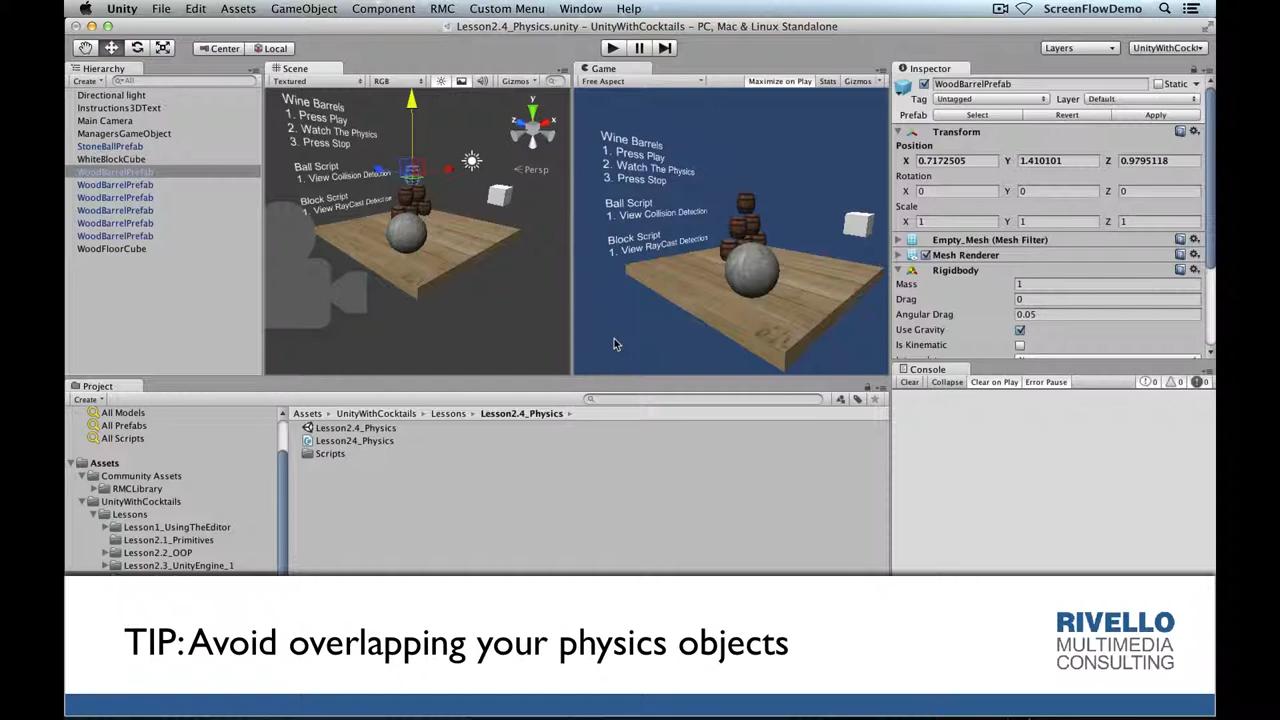 Unity File Edit Assets GameObject Component RMC Custom Menu Window Help ScreenFlowDemo
Lesson2.4_Physics.unity - UnityWithCocktails - PC, Mac & Linux Standalone
Center Local Layers UnityWithCockt
Hierarchy
Create All
Directional light
Instructions3DText
Main Camera
ManagersGameObject
StoneBallPrefab
WhiteBlockCube
WoodBarrelPrefab
WoodBarrelPrefab
WoodBarrelPrefab
WoodBarrelPrefab
WoodBarrelPrefab
WoodBarrelPrefab
WoodFloorCube
Scene
Textured RGB Gizmos
Wine Barrels
1. Press Play
2. Watch The Physics
3. Press Stop
Ball Script
1. View Collision Detection
Block Script
1. View RayCast Detection
y
z x
Persp
Game
Free Aspect Maximize on Play Stats Gizmos
Wine Barrels
1. Press Play
2. Watch The Physics
3. Press Stop
Ball Script
1. View Collision Detection
Block Script
1. View RayCast Detection
Inspector
WoodBarrelPrefab Static
Tag Untagged Layer Default
Prefab Select Revert Apply
Transform
Position
X 0.7172505 Y 1.410101 Z 0.9795118
Rotation
X 0 Y 0 Z 0
Scale
X 1 Y 1 Z 1
Empty_Mesh (Mesh Filter)
Mesh Renderer
Rigidbody
Mass 1
Drag 0
Angular Drag 0.05
Use Gravity
Is Kinematic
Project
Create
All Models
All Prefabs
All Scripts
Assets
Community Assets
RMCLibrary
UnityWithCocktails
Lessons
Lesson1_UsingTheEditor
Lesson2.1_Primitives
Lesson2.2_OOP
Lesson2.3_UnityEngine_1
Assets UnityWithCocktails Lessons Lesson2.4_Physics
Lesson2.4_Physics
Lesson24_Physics
Scripts
Console
Clear Collapse Clear on Play Error Pause 0 0 0
TIP: Avoid overlapping your physics objects
RIVELLO
MULTIMEDIA
CONSULTING